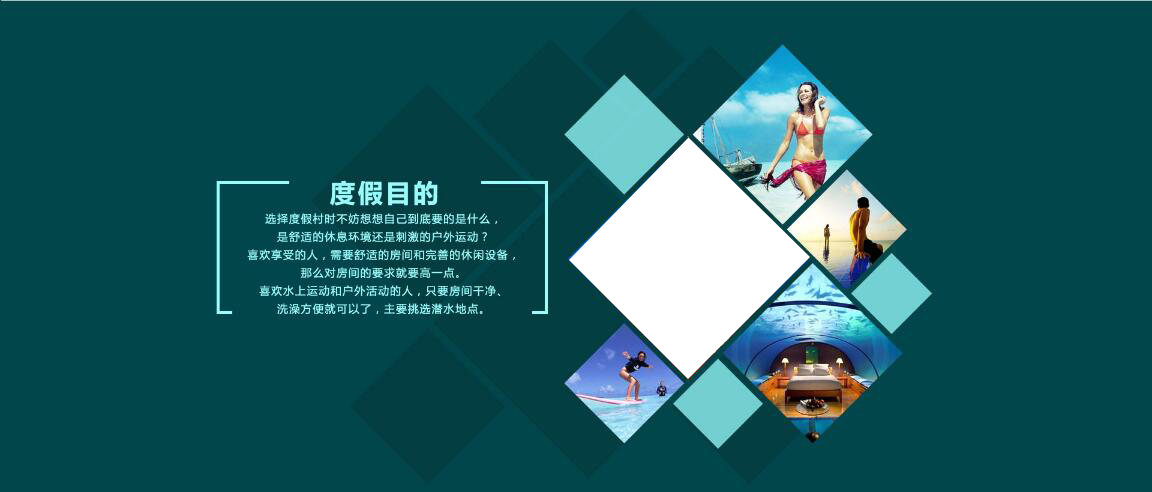 度假目的
选择度假村时不妨想想自己到底要的是什么，
是舒适的休息环境还是刺激的户外运动？
喜欢享受的人，需要舒适的房间和完善的休闲设备，
那么对房间的要求就要高一点。
喜欢水上运动和户外活动的人，只要房间干净、
洗澡方便就可以了，主要挑选潜水地点。